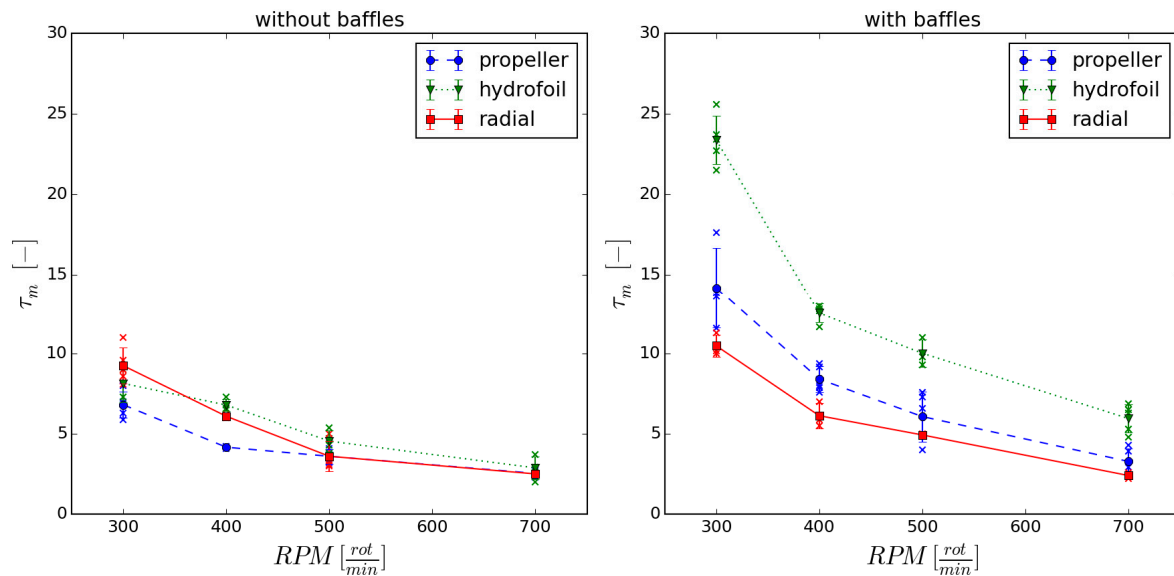 without baffles
30
25
20
15
10
5
0
τm [−]
propeller
hydrofoil
radial
300 400 500 600 700
RPM [rot/min]
with baffles
30
25
20
15
10
5
0
τm [−]
propeller
hydrofoil
radial
300 400 500 600 700
RPM [rot/min]